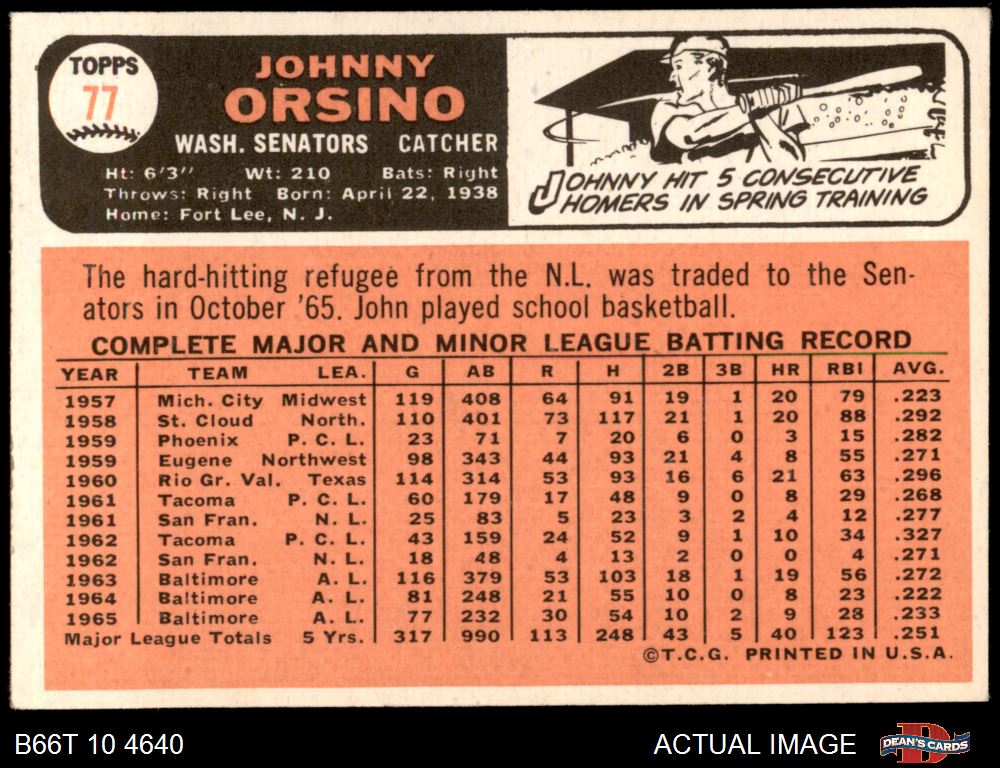 TOPPS
77
JOHNNY
ORSINO
WASH. SENATORS CATCHER
Ht: 6'3" Wt: 210 Bats: Right
Throws: Right Born: April 22, 1938
Home: Fort Lee, N. J.
JOHNNY HIT 5 CONSECUTIVE
HOMERS IN SPRING TRAINING
The hard-hitting refugee from the N.L. was traded to the Sen-
ators in October '65. John played school basketball.
COMPLETE MAJOR AND MINOR LEAGUE BATTING RECORD
YEAR TEAM LEA. G AB R H 2B 3B HR RBI AVG.
1957 Mich. City Midwest 119 408 64 91 19 1 20 79 .223
1958 St. Cloud North. 110 401 73 117 21 1 20 88 .292
1959 Phoenix P. C. L. 23 71 7 20 6 0 3 15 .282
1959 Eugene Northwest 98 343 44 93 21 4 8 55 .271
1960 Rio Gr. Val. Texas 114 314 53 93 16 6 21 63 .296
1961 Tacoma P. C. L. 60 179 17 48 9 0 8 29 .268
1961 San Fran. N. L. 25 83 5 23 3 2 4 12 .277
1962 Tacoma P. C. L. 43 159 24 52 9 1 10 34 .327
1962 San Fran. N. L. 18 48 4 13 2 0 0 4 .271
1963 Baltimore A. L. 116 379 53 103 18 1 19 56 .272
1964 Baltimore A. L. 81 248 21 55 10 0 8 23 .222
1965 Baltimore A. L. 77 232 30 54 10 2 9 28 .233
Major League Totals 5 Yrs. 317 990 113 248 43 5 40 123 .251
©T.C.G. PRINTED IN U.S.A.
B66T 10 4640
ACTUAL IMAGE
DEAN'S CARDS